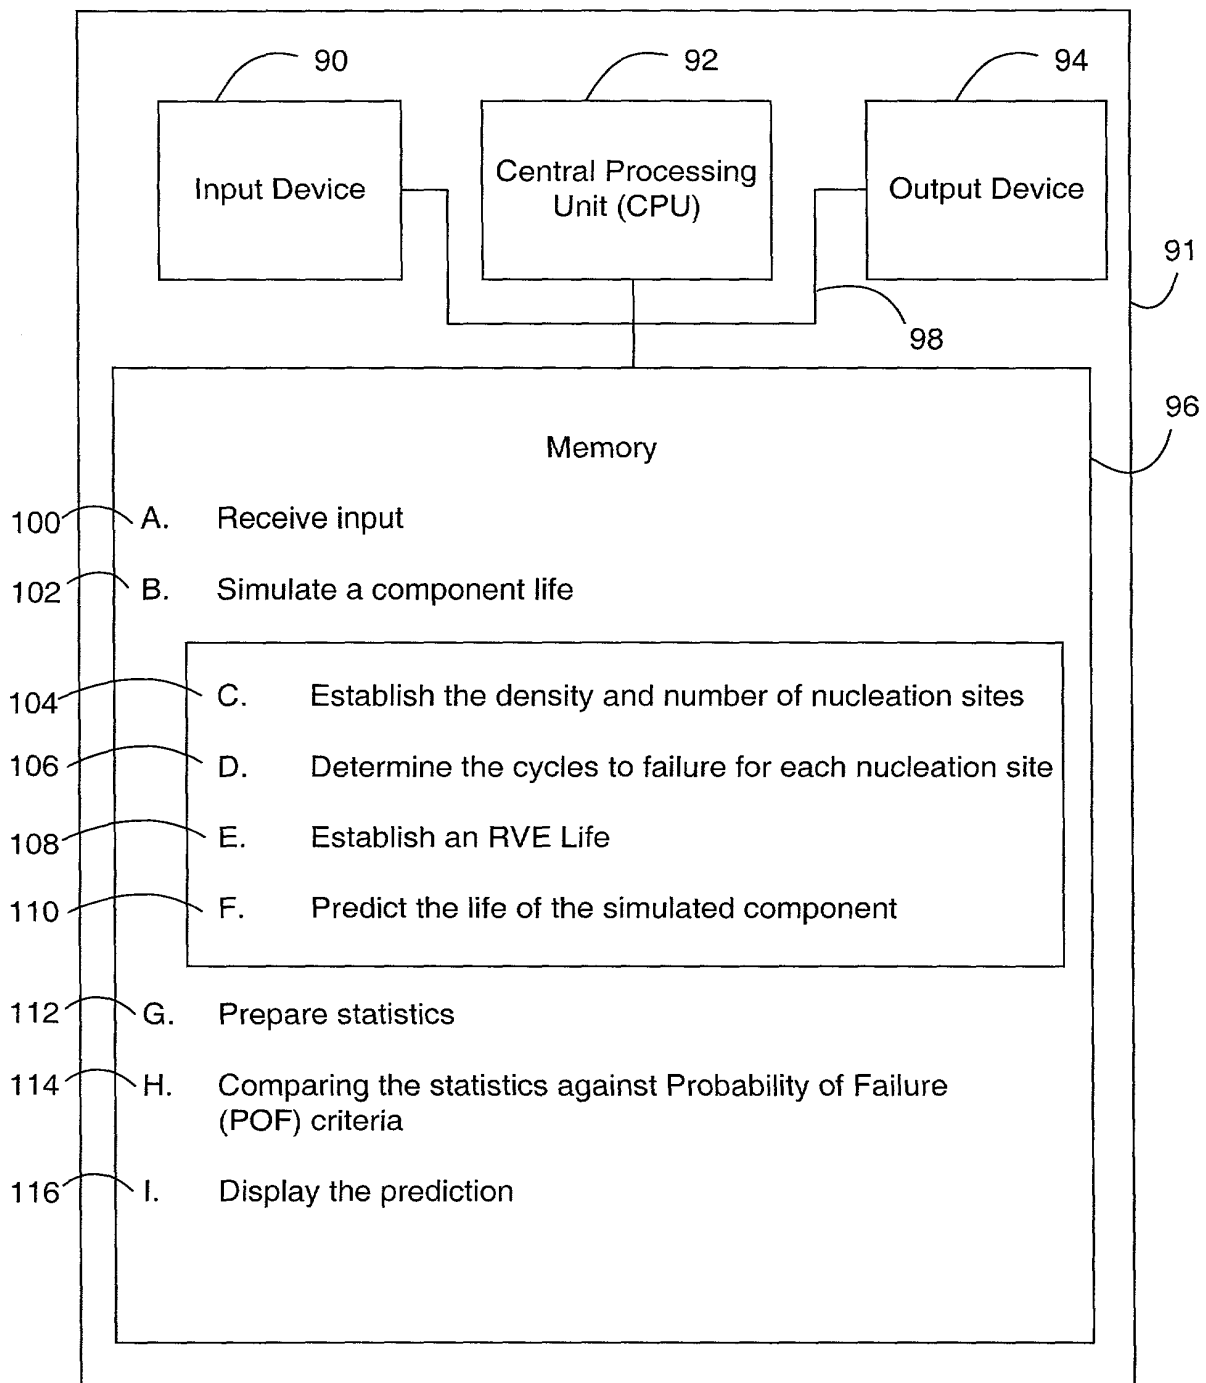 90
92
94
Input Device
Central Processing
Unit (CPU)
Output Device
91
98
96
Memory
100 A. Receive input
102 B. Simulate a component life
104 C. Establish the density and number of nucleation sites
106 D. Determine the cycles to failure for each nucleation site
108 E. Establish an RVE Life
110 F. Predict the life of the simulated component
112 G. Prepare statistics
114 H. Comparing the statistics against Probability of Failure
(POF) criteria
116 I. Display the prediction